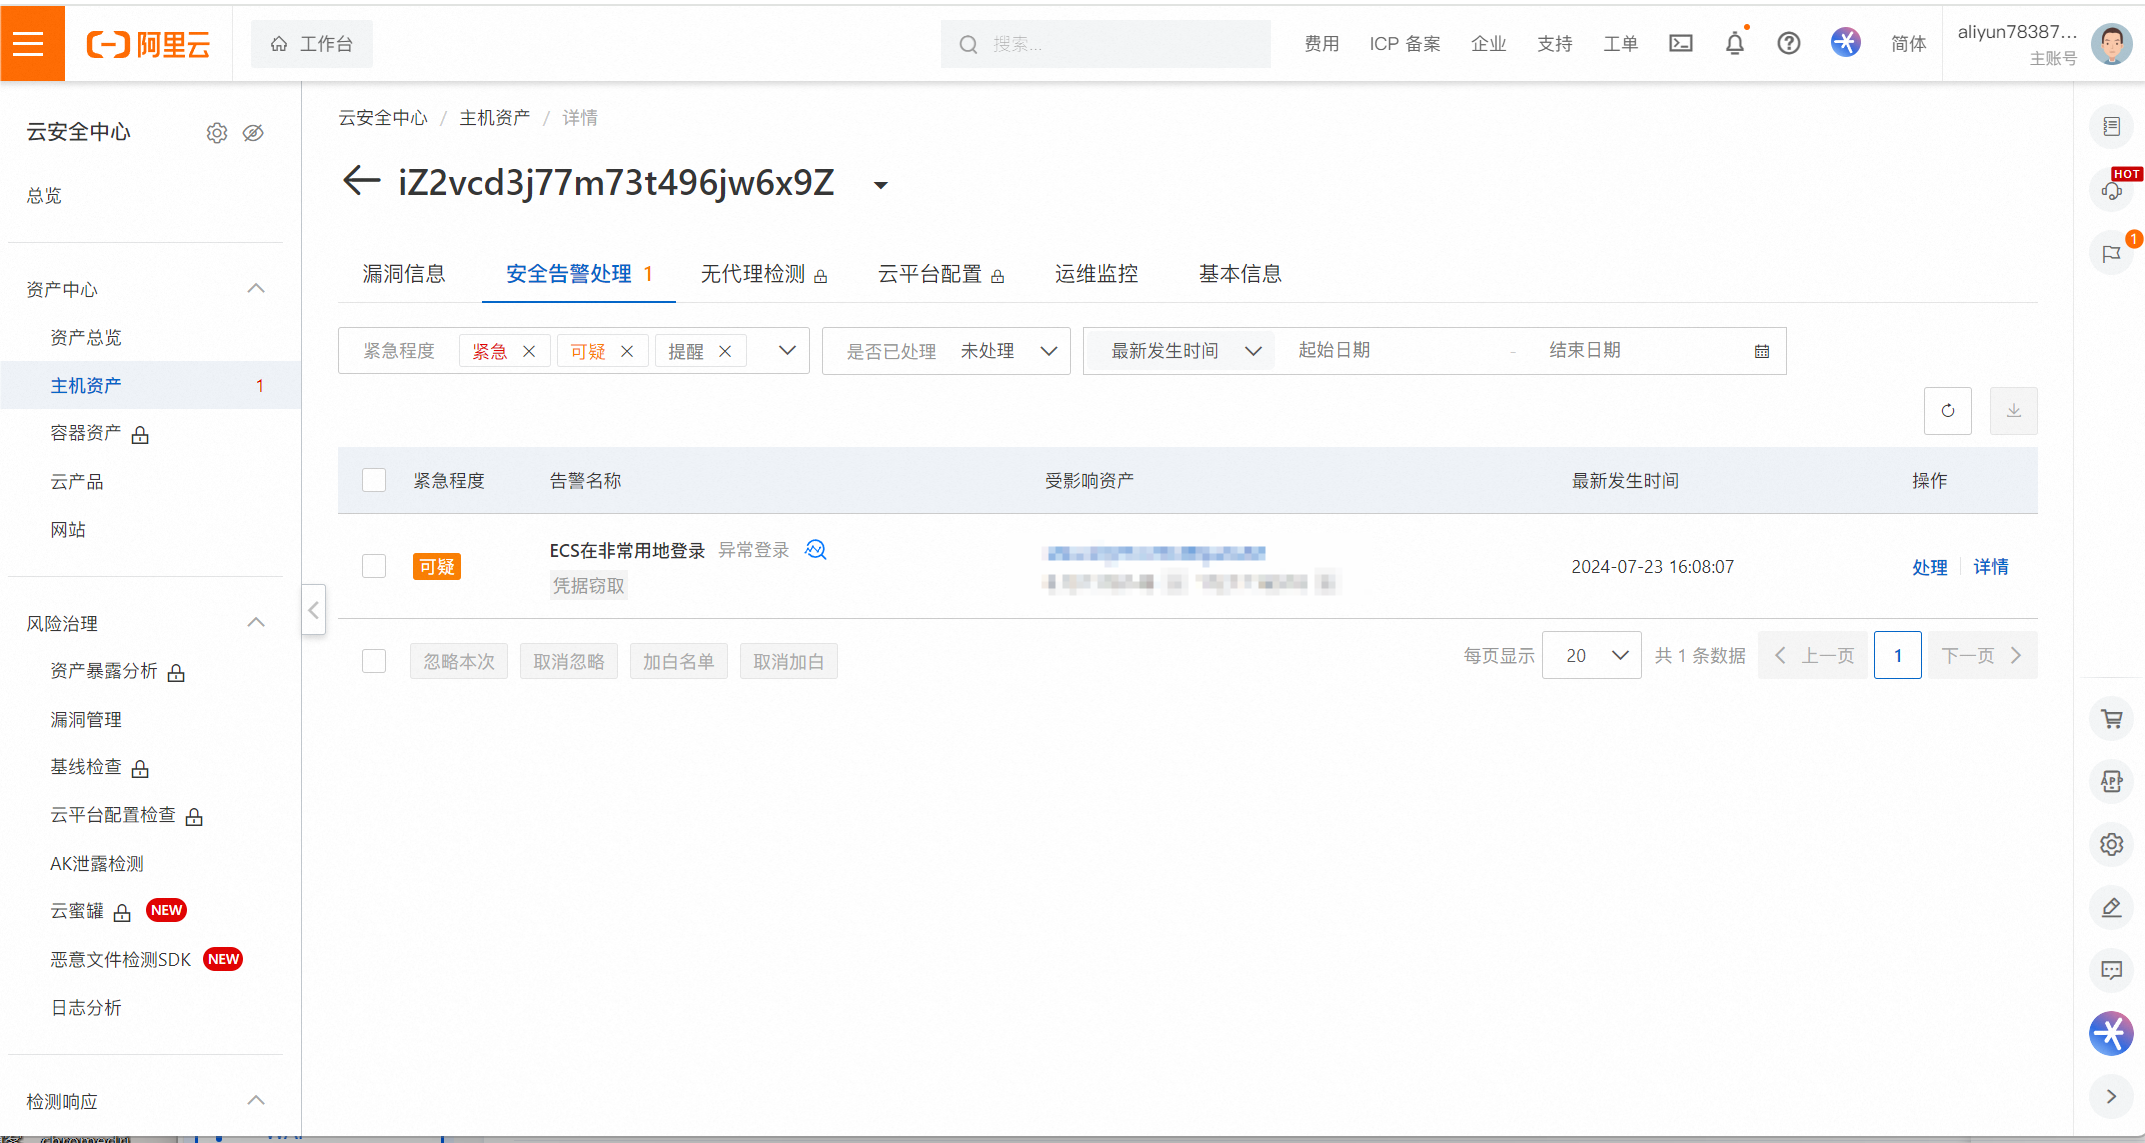 阿里云
工作台
搜索...
费用
ICP 备案
企业
支持
工单
简体
aliyun78387...
主账号
云安全中心
总览
资产中心
资产总览
主机资产 1
容器资产
云产品
网站
风险治理
资产暴露分析
漏洞管理
基线检查
云平台配置检查
AK泄露检测
云蜜罐 NEW
恶意文件检测SDK NEW
日志分析
检测响应
云安全中心 / 主机资产 / 详情
iZ2vcd3j77m73t496jw6x9Z
漏洞信息 安全告警处理 1 无代理检测 云平台配置 运维监控 基本信息
紧急程度 紧急 可疑 提醒 是否已处理 未处理 最新发生时间 起始日期 - 结束日期
紧急程度 告警名称 受影响资产 最新发生时间 操作
可疑 ECS在非常用地登录 异常登录 2024-07-23 16:08:07 处理 详情
凭据窃取
忽略本次 取消忽略 加白名单 取消加白 每页显示 20 共 1 条数据 上一页 1 下一页
HOT
1
APP